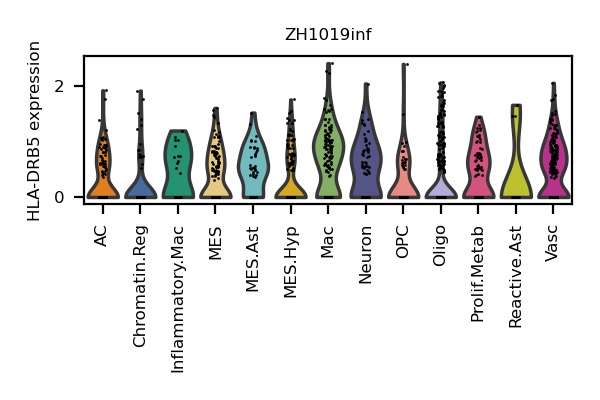 ZH1019inf
HLA-DRB5 expression
2
0
AC
Chromatin.Reg
Inflammatory.Mac
MES
MES.Ast
MES.Hyp
Mac
Neuron
OPC
Oligo
Prolif.Metab
Reactive.Ast
Vasc